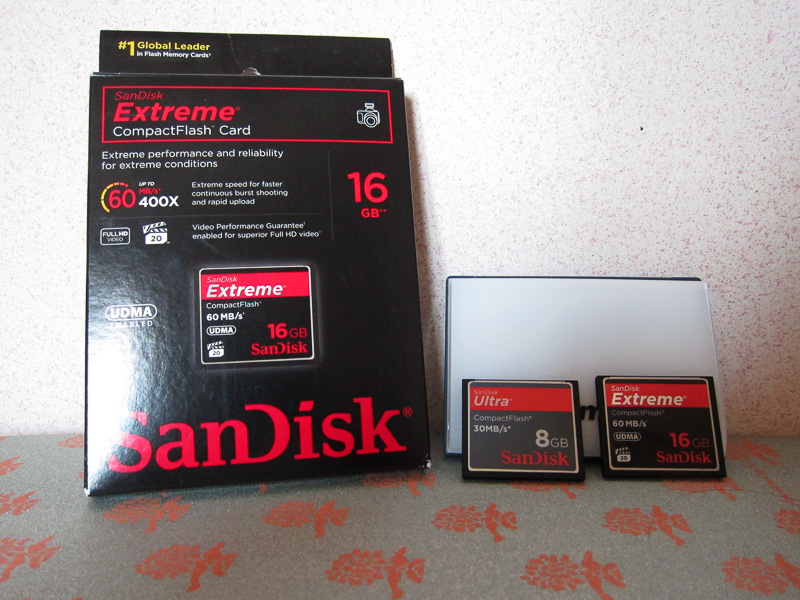 #1 Global Leader
in Flash Memory Cards†
SanDisk
Extreme®
CompactFlash® Card
Extreme performance and reliability
for extreme conditions
60
UP TO
MB/s*
400X
Extreme speed for faster
continuous burst shooting
and rapid upload
16
GB**
FULL HD
VIDEO
20
Video Performance Guarantee†
enabled for superior Full HD video††
UDMA
ENABLED
SanDisk
Extreme®
CompactFlash®
60 MB/s*
UDMA
16GB
20
SanDisk
SanDisk®
SanDisk
Ultra®
CompactFlash®
30MB/s*
8GB
SanDisk
SanDisk
Extreme®
CompactFlash®
60 MB/s*
UDMA
16GB
20
SanDisk